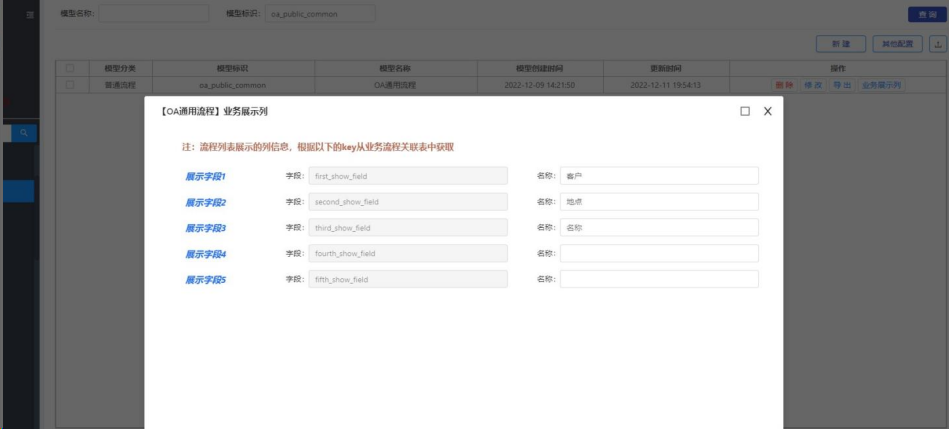 模型名称: 模型标识: oa_public_common 查 询
新 建 其他配置
模型分类 模型标识 模型名称 模型创建时间 更新时间 操作
普通流程 oa_public_common OA通用流程 2022-12-09 14:21:50 2022-12-11 19:54:13 删 除 修 改 导 出 业务展示列
【OA通用流程】业务展示列
注：流程列表展示的列信息，根据以下的key从业务流程关联表中获取
展示字段1 字段: first_show_field 名称: 客户
展示字段2 字段: second_show_field 名称: 地点
展示字段3 字段: third_show_field 名称: 名称
展示字段4 字段: fourth_show_field 名称:
展示字段5 字段: fifth_show_field 名称: